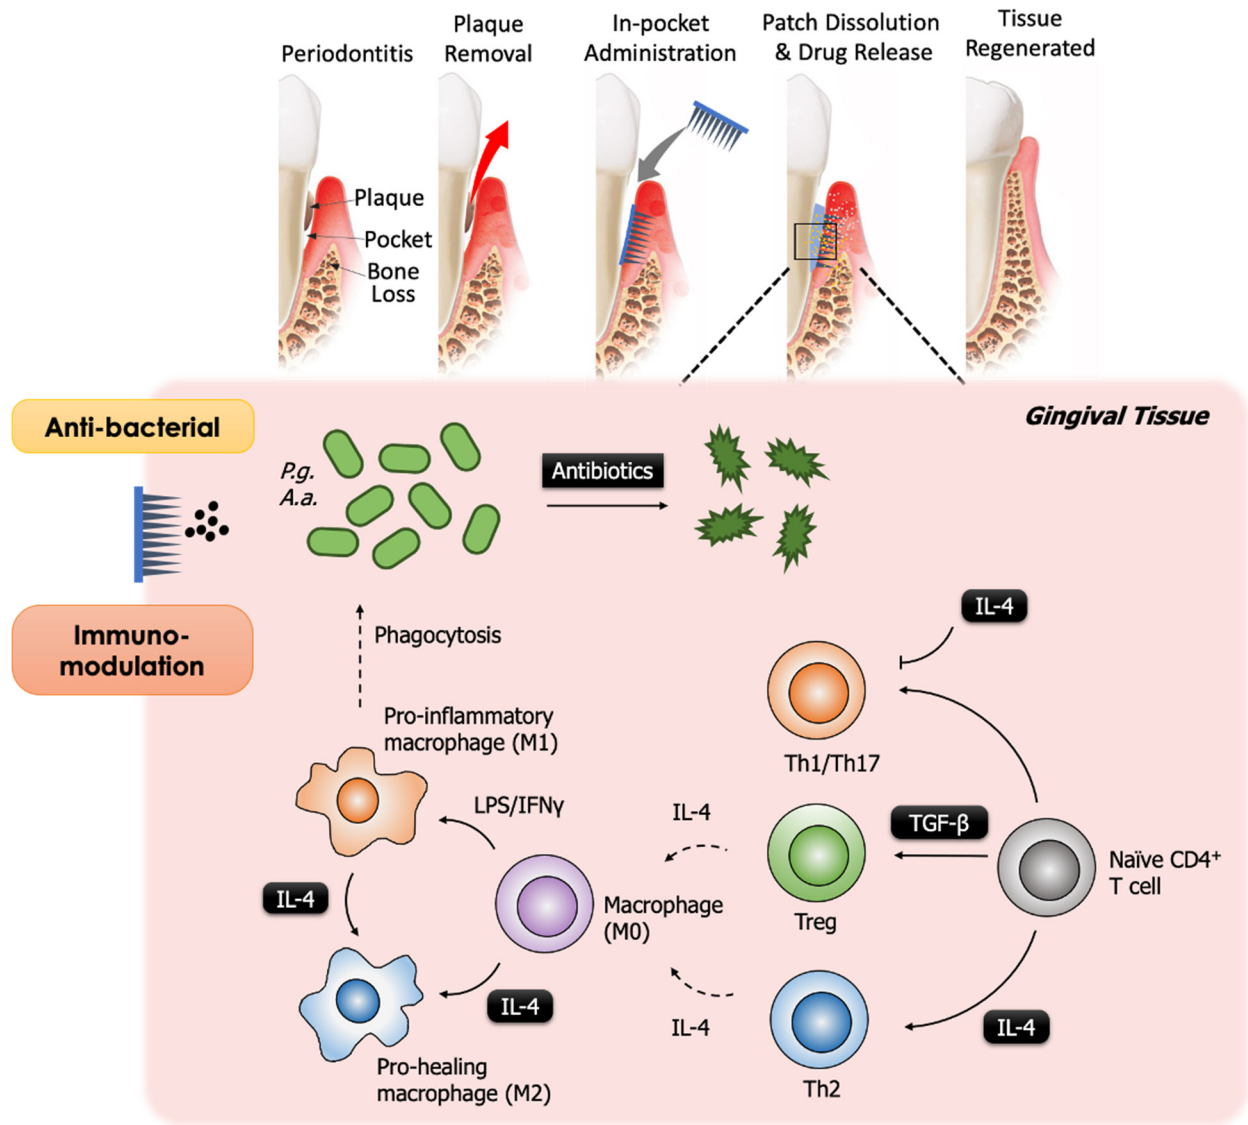 Periodontitis
Plaque
Removal
In-pocket
Administration
Patch Dissolution
& Drug Release
Tissue
Regenerated
Plaque
Pocket
Bone
Loss
Anti-bacterial
Gingival Tissue
P.g.
A.a.
Antibiotics
Immuno-
modulation
Phagocytosis
IL-4
Pro-inflammatory
macrophage (M1)
Th1/Th17
LPS/IFNγ
IL-4
TGF-β
Naïve CD4⁺
T cell
IL-4
Macrophage
(M0)
Treg
IL-4
IL-4
IL-4
Pro-healing
macrophage (M2)
Th2